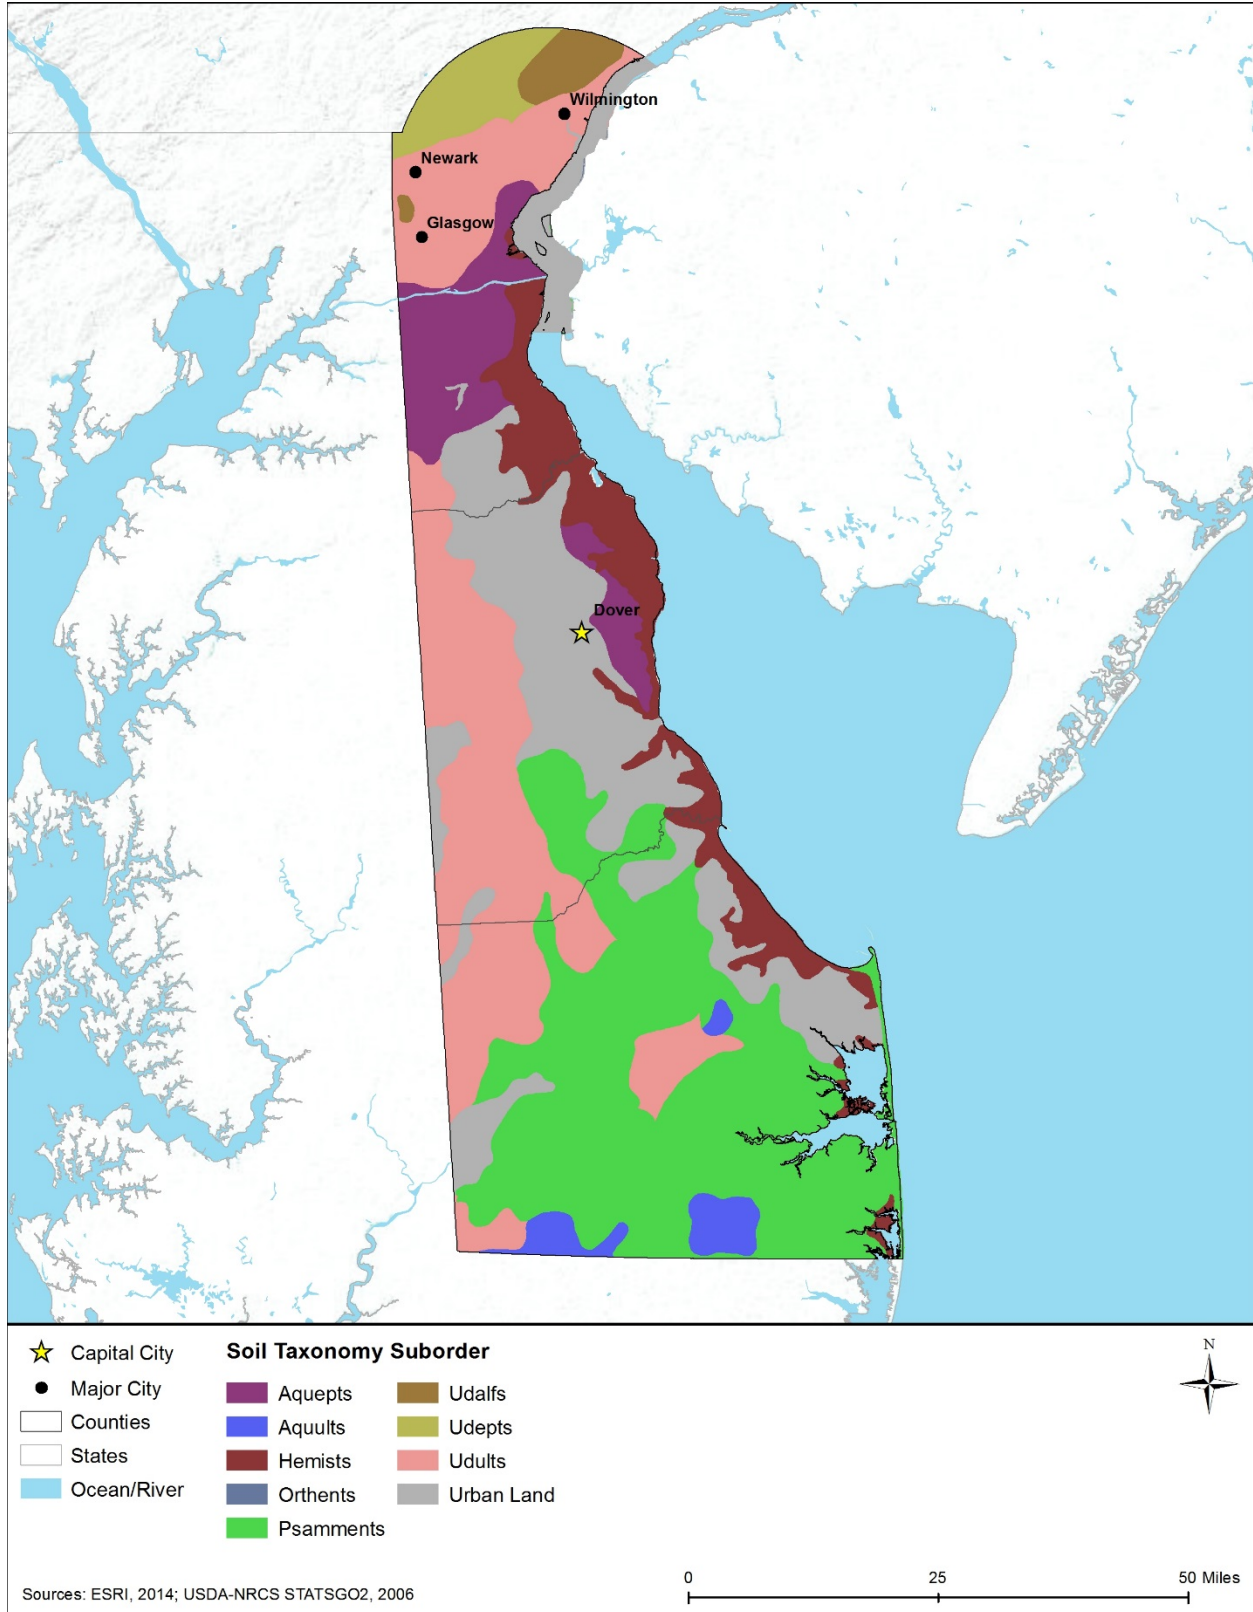 Wilmington
Newark
Glasgow
Dover
Capital City
Major City
Counties
States
Ocean/River
Soil Taxonomy Suborder
Aquepts
Aquults
Hemists
Orthents
Psamments
Udalfs
Udepts
Udults
Urban Land
N
Sources: ESRI, 2014; USDA-NRCS STATSGO2, 2006
0 25 50 Miles